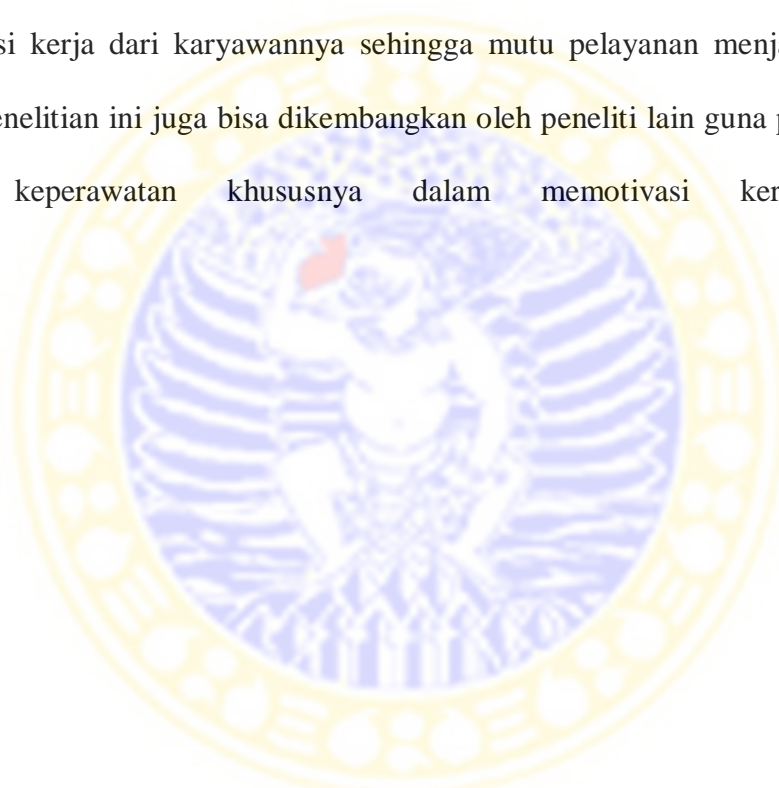 si kerja dari karyawannya sehingga mutu pelayanan menj
enelitian ini juga bisa dikembangkan oleh peneliti lain guna p
keperawatan khususnya dalam memotivasi ker